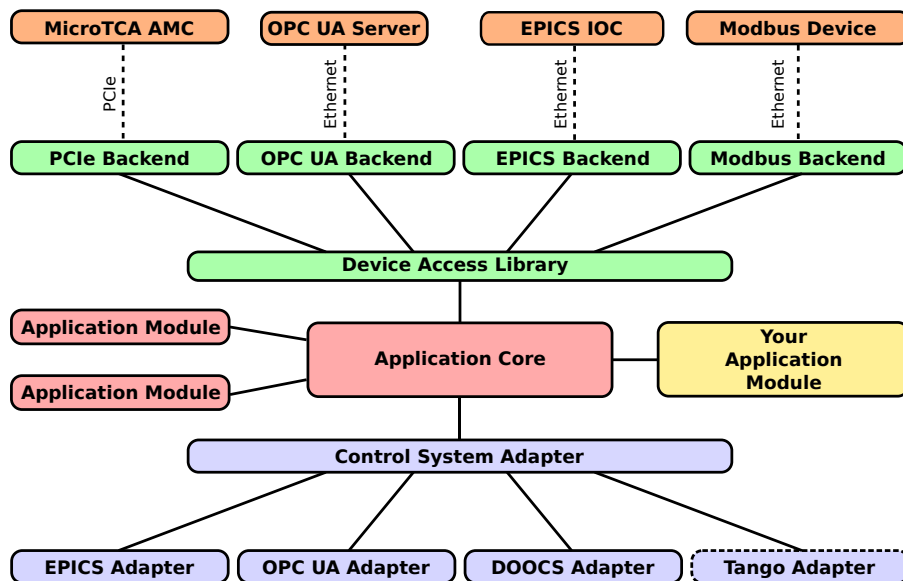 MicroTCA AMC
OPC UA Server
EPICS IOC
Modbus Device
PCIe
Ethernet
Ethernet
Ethernet
PCIe Backend
OPC UA Backend
EPICS Backend
Modbus Backend
Device Access Library
Application Module
Application Module
Application Core
Your
Application
Module
Control System Adapter
EPICS Adapter
OPC UA Adapter
DOOCS Adapter
Tango Adapter